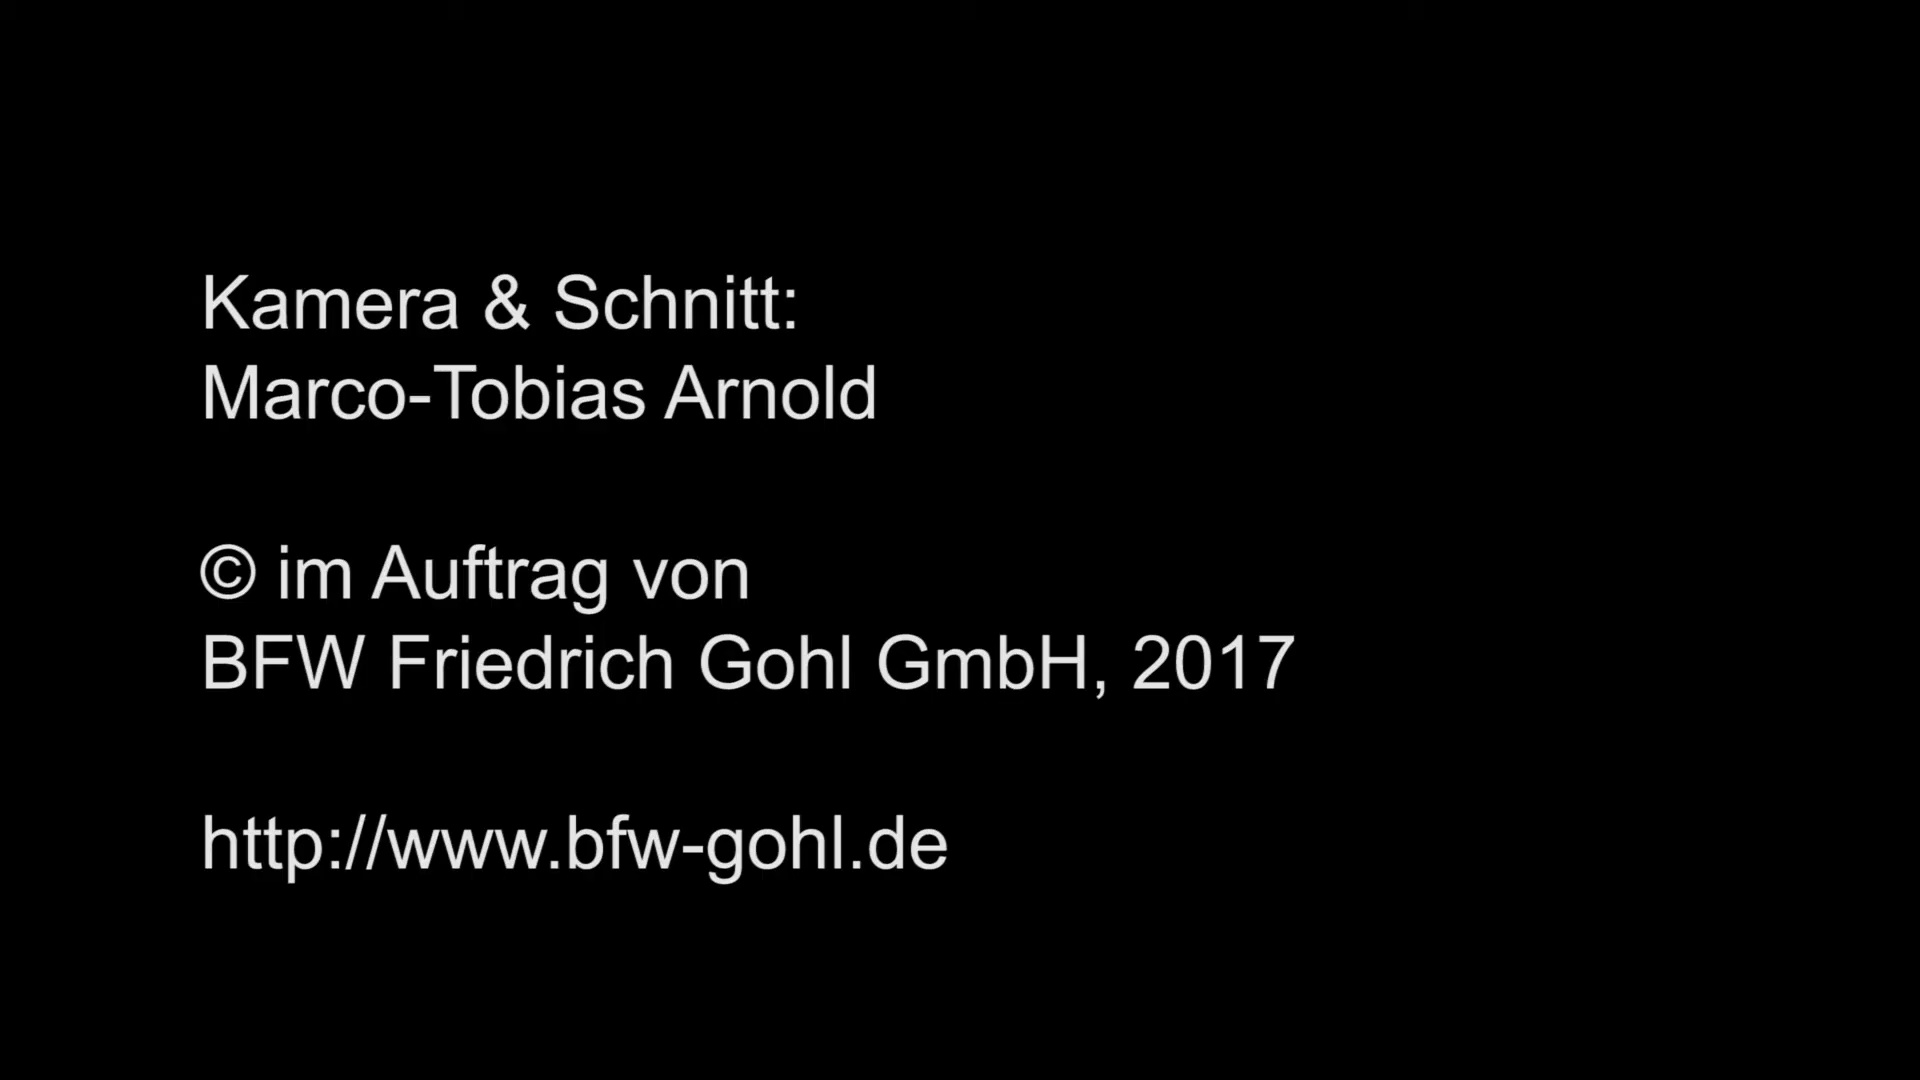 Kamera & Schnitt:
Marco-Tobias Arnold
© im Auftrag von
BFW Friedrich Gohl GmbH, 2017
http://www.bfw-gohl.de